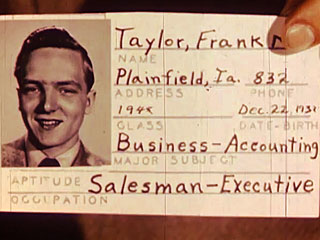 Taylor, Frank
NAME
Plainfield, Ia. 832
ADDRESS PHONE
Dec. 22, 193
CLASS DATE-BIRTH
Business-Accounting
MAJOR SUBJECT
APTITUDE Salesman-Executive
OCCUPATION